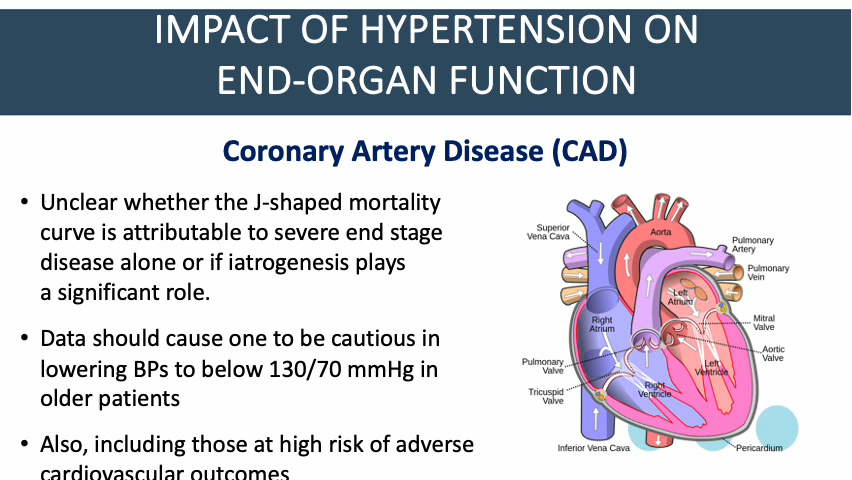 IMPACT OF HYPERTENSION ON
END-ORGAN FUNCTION
Coronary Artery Disease (CAD)
• Unclear whether the J-shaped mortality
curve is attributable to severe end stage
disease alone or if iatrogenesis plays
a significant role.
• Data should cause one to be cautious in
lowering BPs to below 130/70 mmHg in
older patients
• Also, including those at high risk of adverse
cardiovascular outcomes
Superior
Vena Cava
Aorta
Pulmonary
Artery
Pulmonary
Vein
Left
Atrium
Right
Atrium
Mitral
Valve
Aortic
Valve
Pulmonary
Valve
Left
Ventricle
Tricuspid
Valve
Right
Ventricle
Inferior Vena Cava
Pericardium